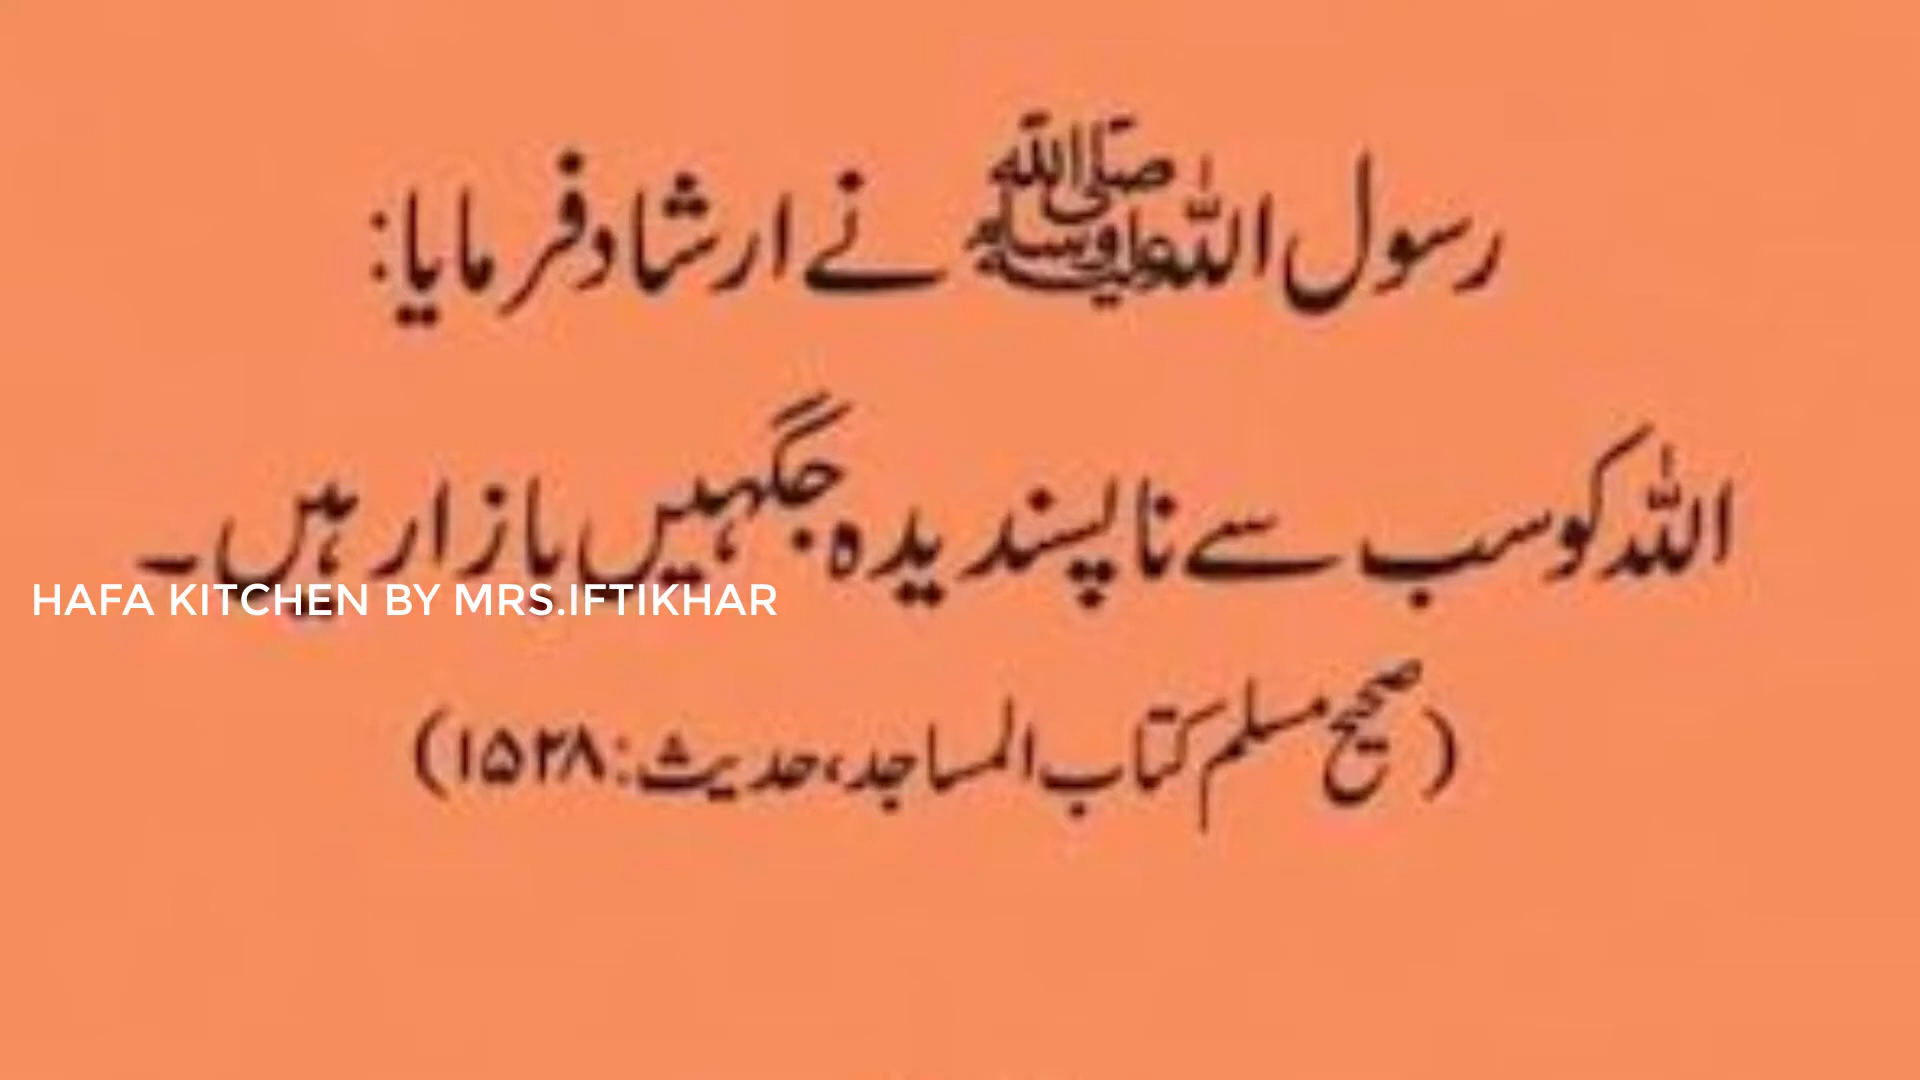 رسول اللہ ﷺ نے ارشاد فرمایا:
اللہ کو سب سے ناپسندیدہ جگہیں بازار ہیں۔
HAFA KITCHEN BY MRS.IFTIKHAR
(صحیح مسلم کتاب المساجد، حدیث: ۱۵۲۸)